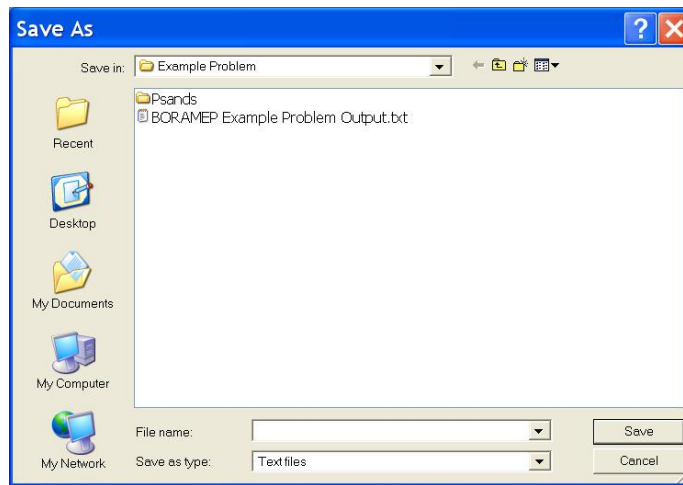 Save As
Save in: Example Problem
Psands
BORAMEP Example Problem Output.txt
Recent
Desktop
My Documents
My Computer
My Network
File name: Save
Save as type: Text files Cancel